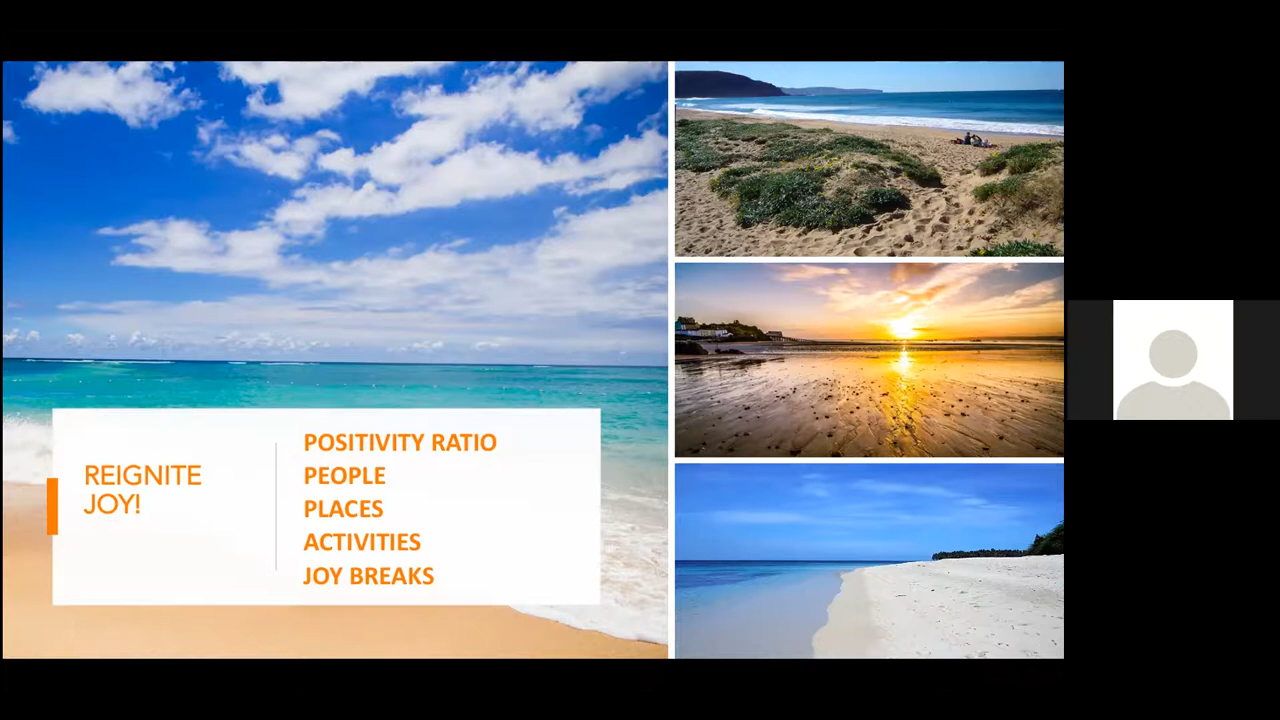 REIGNITE
JOY!
POSITIVITY RATIO
PEOPLE
PLACES
ACTIVITIES
JOY BREAKS